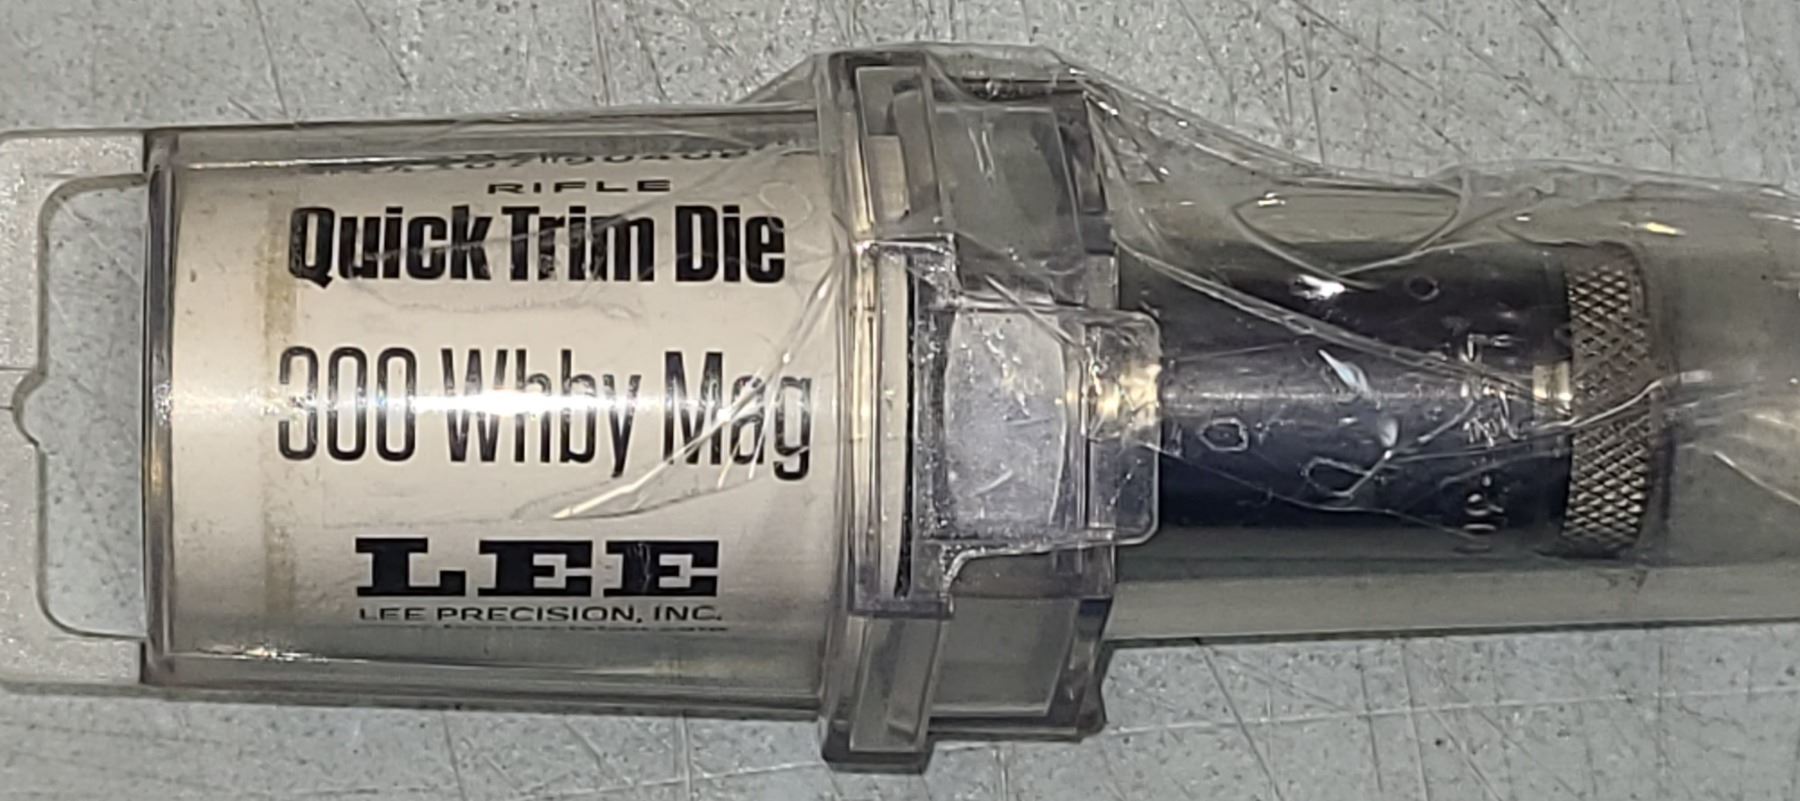 RIFLE
Quick Trim Die
300 Whby Mag
LEE
LEE PRECISION, INC.